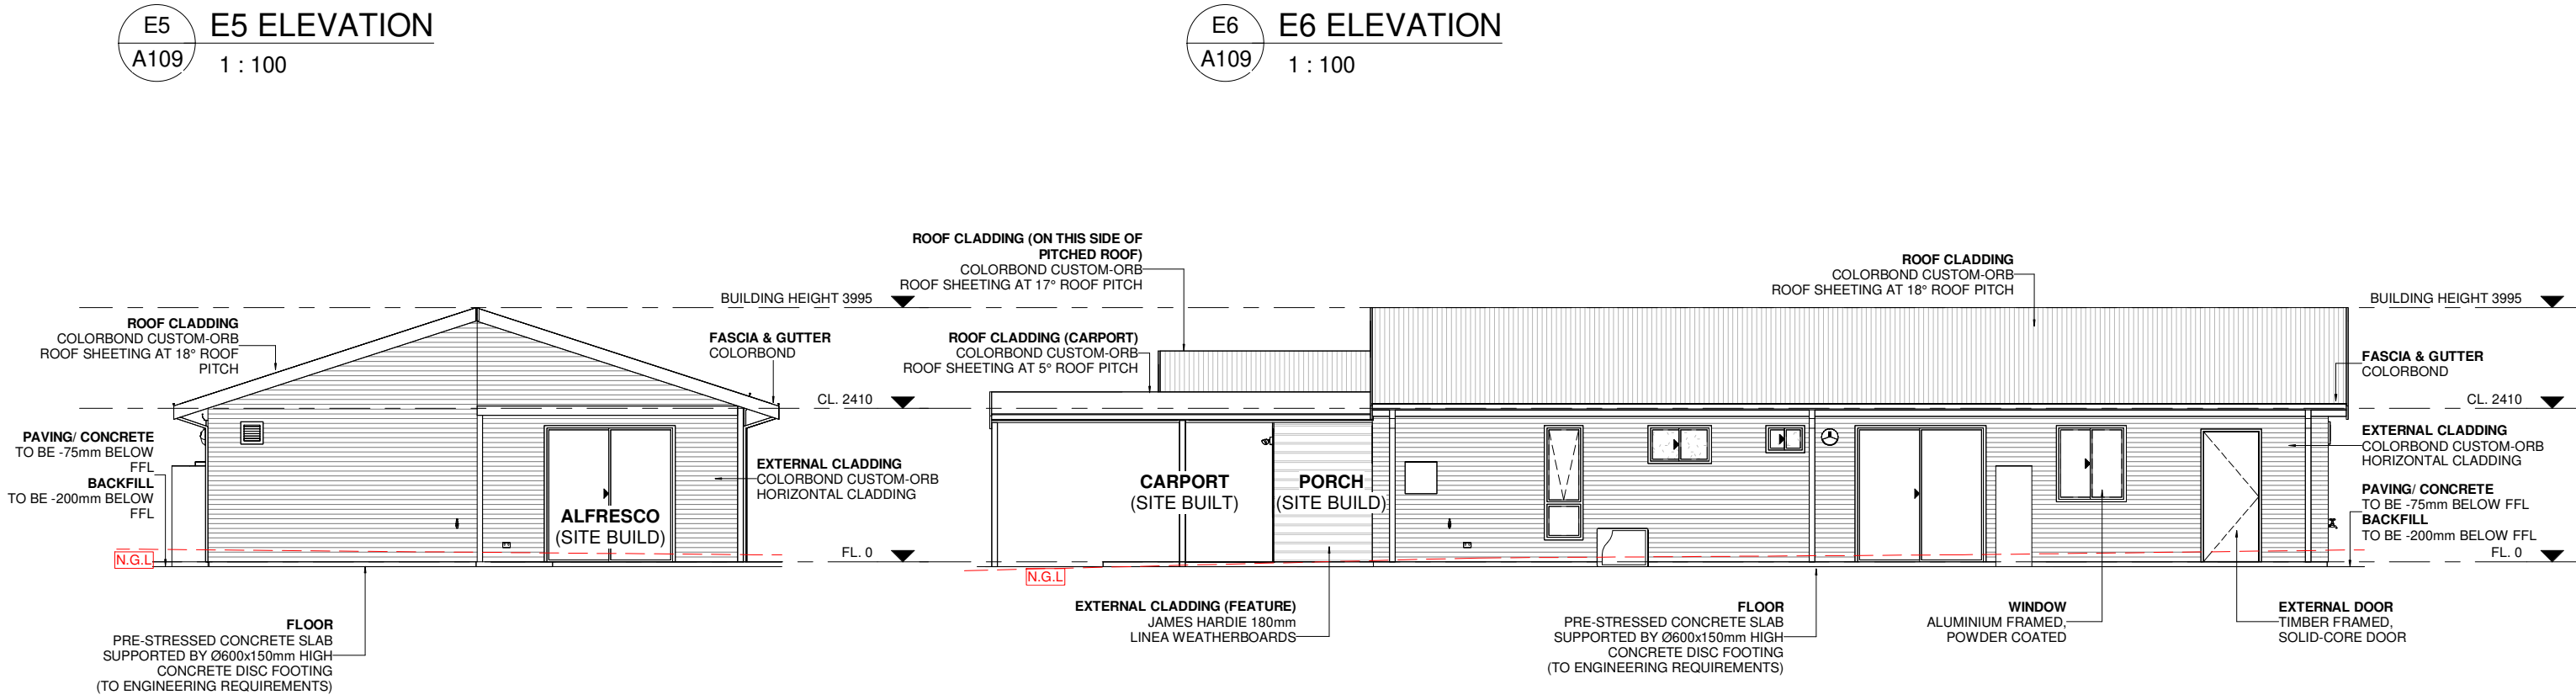 E5
A109
E5 ELEVATION
1 : 100
E6
A109
E6 ELEVATION
1 : 100
ROOF CLADDING
COLORBOND CUSTOM-ORB
ROOF SHEETING AT 18° ROOF
PITCH
PAVING/ CONCRETE
TO BE -75mm BELOW
FFL
BACKFILL
TO BE -200mm BELOW
FFL
N.G.L
FLOOR
PRE-STRESSED CONCRETE SLAB
SUPPORTED BY Ø600x150mm HIGH
CONCRETE DISC FOOTING
(TO ENGINEERING REQUIREMENTS)
ALFRESCO
(SITE BUILD)
FASCIA & GUTTER
COLORBOND
EXTERNAL CLADDING
COLORBOND CUSTOM-ORB
HORIZONTAL CLADDING
BUILDING HEIGHT 3995
CL. 2410
FL. 0
ROOF CLADDING (ON THIS SIDE OF
PITCHED ROOF)
COLORBOND CUSTOM-ORB
ROOF SHEETING AT 17° ROOF PITCH
ROOF CLADDING (CARPORT)
COLORBOND CUSTOM-ORB
ROOF SHEETING AT 5° ROOF PITCH
CARPORT
(SITE BUILT)
PORCH
(SITE BUILD)
N.G.L
EXTERNAL CLADDING (FEATURE)
JAMES HARDIE 180mm
LINEA WEATHERBOARDS
ROOF CLADDING
COLORBOND CUSTOM-ORB
ROOF SHEETING AT 18° ROOF PITCH
FLOOR
PRE-STRESSED CONCRETE SLAB
SUPPORTED BY Ø600x150mm HIGH
CONCRETE DISC FOOTING
(TO ENGINEERING REQUIREMENTS)
WINDOW
ALUMINIUM FRAMED,
POWDER COATED
EXTERNAL DOOR
TIMBER FRAMED,
SOLID-CORE DOOR
BUILDING HEIGHT 3995
FASCIA & GUTTER
COLORBOND
CL. 2410
EXTERNAL CLADDING
COLORBOND CUSTOM-ORB
HORIZONTAL CLADDING
PAVING/ CONCRETE
TO BE -75mm BELOW FFL
BACKFILL
TO BE -200mm BELOW FFL
FL. 0